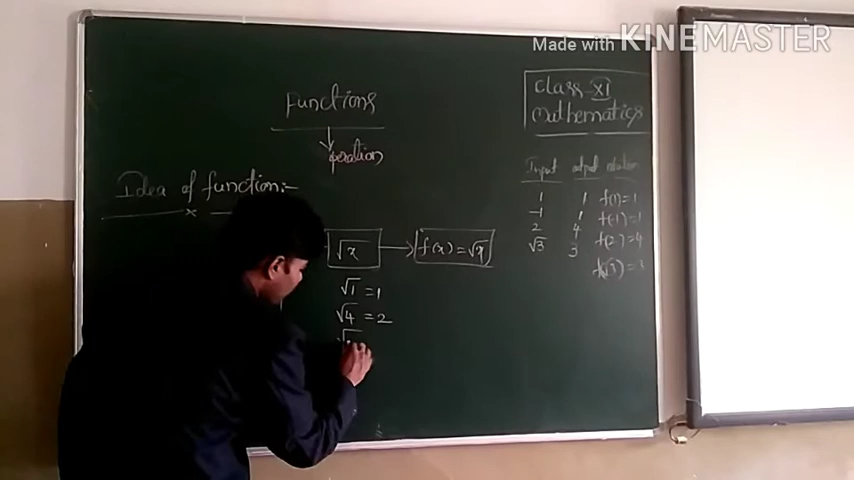 Made with KINEMASTER
Functions
Operation
Class-XI
Mathematics
Idea of function:-
√x → f(x)=√x
√1 = 1
√4 = 2
Input output notation
1 1 f(1)=1
-1 1 f(-1)=1
2 4 f(2)=4
√3 3